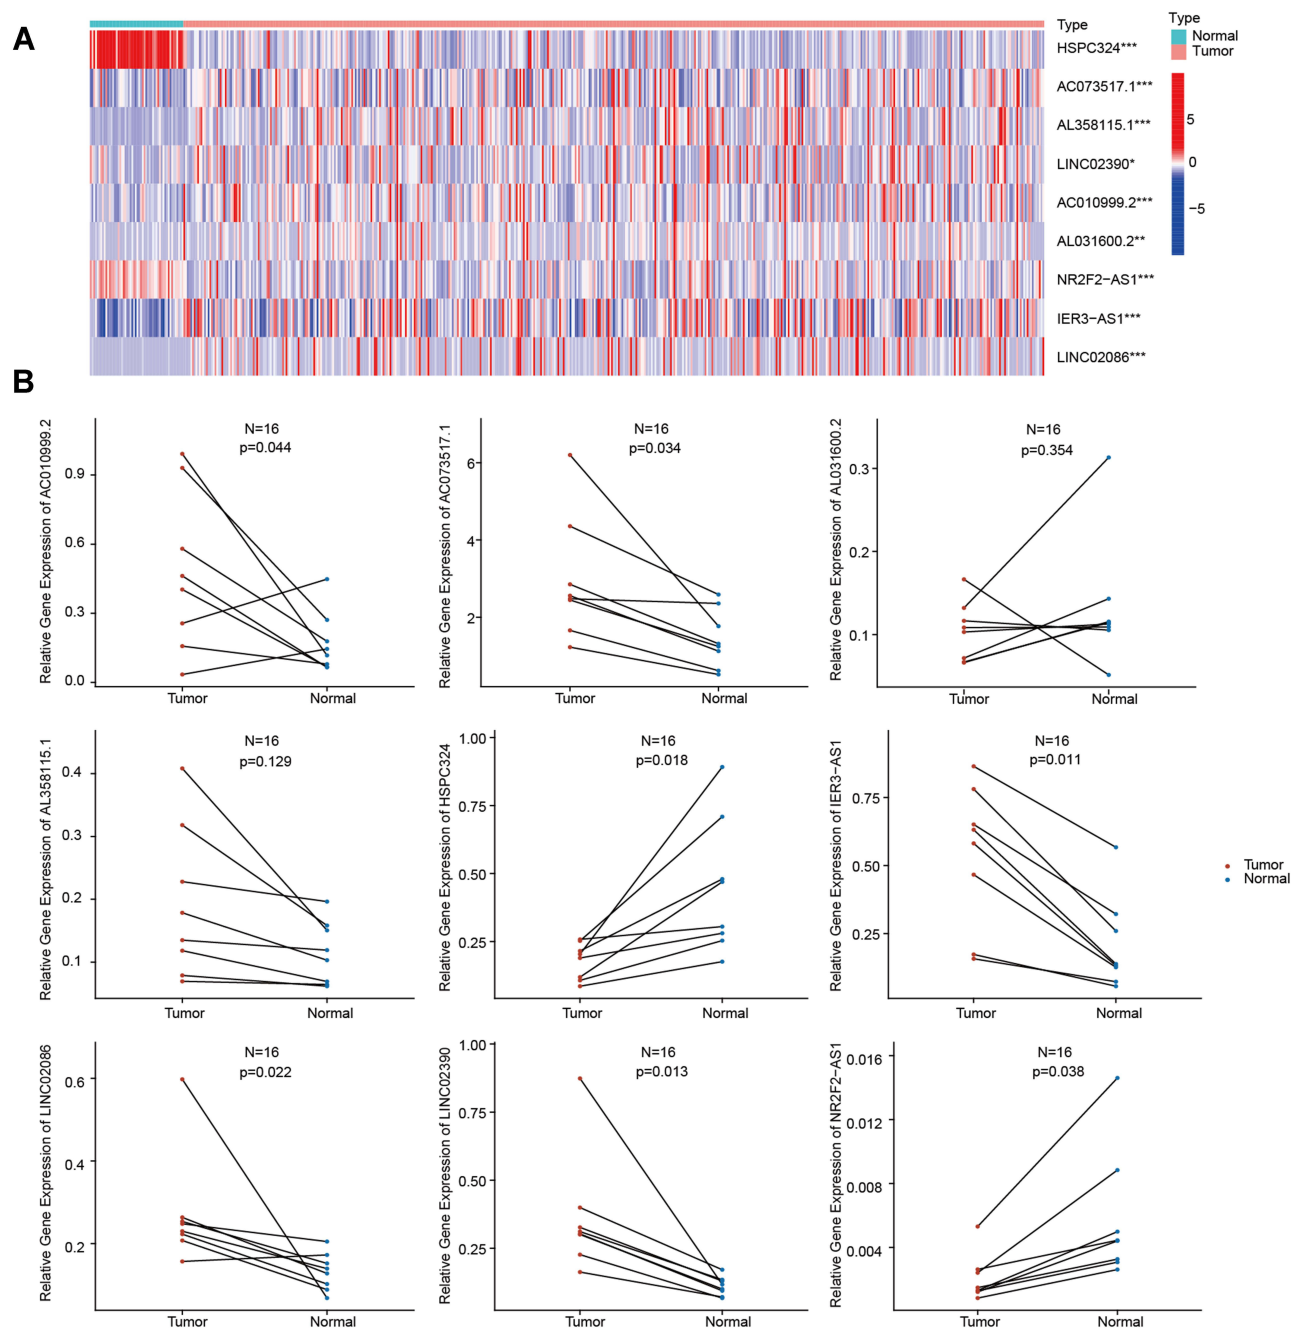 A
Type
HSPC324***
AC073517.1***
AL358115.1***
LINC02390*
AC010999.2***
AL031600.2**
NR2F2−AS1***
IER3−AS1***
LINC02086***
Type
Normal
Tumor
5
0
−5
B
Relative Gene Expression of AC010999.2
N=16
p=0.044
0.9
0.6
0.3
0.0
Tumor Normal
Relative Gene Expression of AC073517.1
N=16
p=0.034
6
4
2
Tumor Normal
Relative Gene Expression of AL031600.2
N=16
p=0.354
0.3
0.2
0.1
Tumor Normal
Relative Gene Expression of AL358115.1
N=16
p=0.129
0.4
0.3
0.2
0.1
Tumor Normal
Relative Gene Expression of HSPC324
N=16
p=0.018
1.00
0.75
0.50
0.25
Tumor Normal
Relative Gene Expression of IER3−AS1
N=16
p=0.011
0.75
0.50
0.25
Tumor Normal
Tumor
Normal
Relative Gene Expression of LINC02086
N=16
p=0.022
0.6
0.4
0.2
Tumor Normal
Relative Gene Expression of LINC02390
N=16
p=0.013
1.00
0.75
0.50
0.25
Tumor Normal
Relative Gene Expression of NR2F2−AS1
N=16
p=0.038
0.016
0.012
0.008
0.004
Tumor Normal